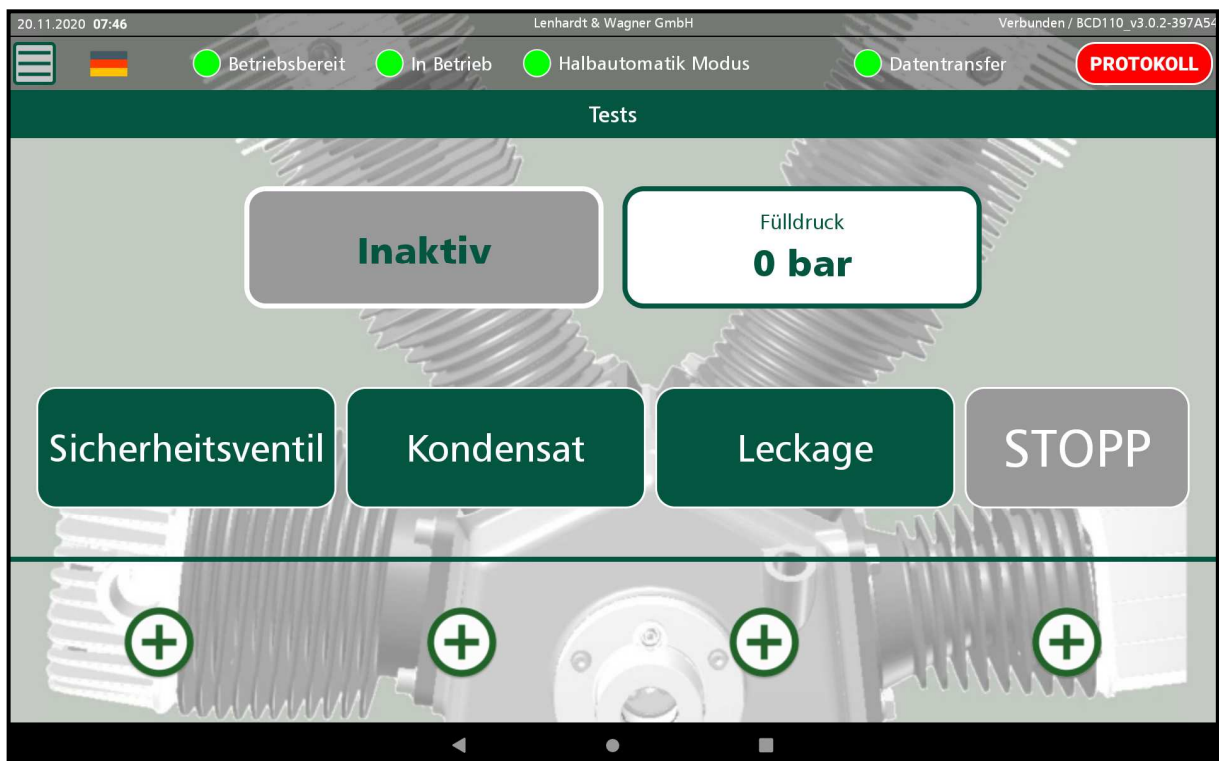 20.11.2020 07:46 Lenhardt & Wagner GmbH Verbunden / BCD110_v3.0.2-397A54
Betriebsbereit In Betrieb Halbautomatik Modus Datentransfer PROTOKOLL
Tests
Inaktiv
Fülldruck
0 bar
Sicherheitsventil Kondensat Leckage STOPP